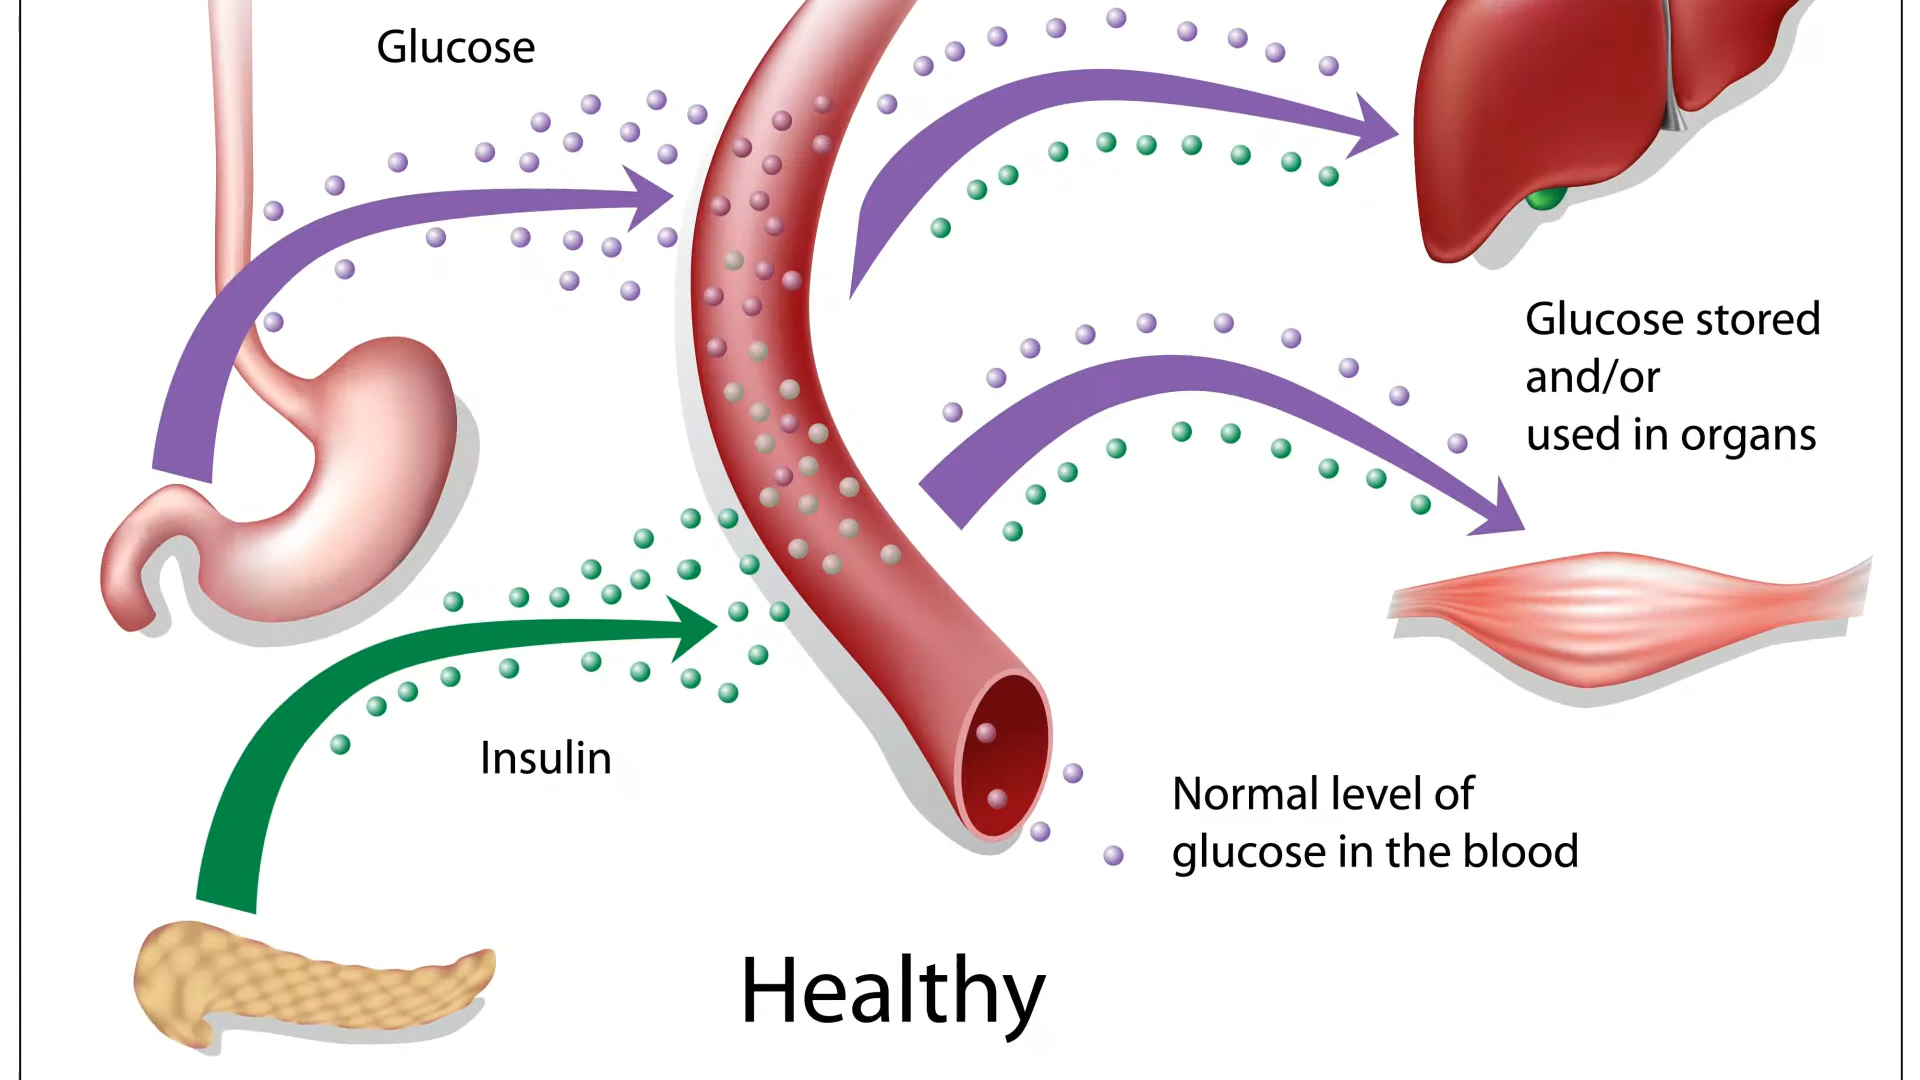 Glucose
Glucose stored
and/or
used in organs
Insulin
Normal level of
glucose in the blood
Healthy